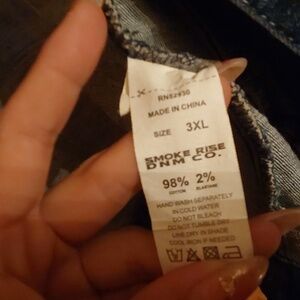 RN52930
MADE IN CHINA
SIZE 3XL
SMOKE RISE
DNM CO.
98% 2%
COTTON ELASTANE
HAND WASH SEPARATELY
IN COLD WATER
DO NOT BLEACH
DO NOT TUMBLE DRY
LINE DRY IN SHADE
COOL IRON IF NEEDED